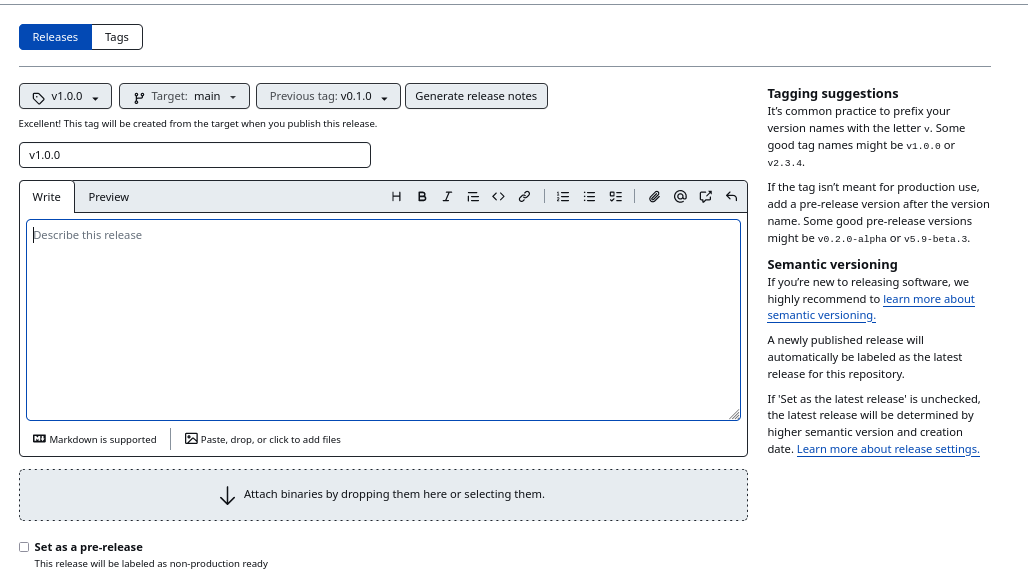 Releases Tags
v1.0.0 Target: main Previous tag: v0.1.0 Generate release notes
Excellent! This tag will be created from the target when you publish this release.
v1.0.0
Write Preview
Describe this release
Markdown is supported Paste, drop, or click to add files
Attach binaries by dropping them here or selecting them.
Set as a pre-release
This release will be labeled as non-production ready
Tagging suggestions
It’s common practice to prefix your
version names with the letter v. Some
good tag names might be v1.0.0 or
v2.3.4.
If the tag isn’t meant for production use,
add a pre-release version after the version
name. Some good pre-release versions
might be v0.2.0-alpha or v5.9-beta.3.
Semantic versioning
If you’re new to releasing software, we
highly recommend to learn more about
semantic versioning.
A newly published release will
automatically be labeled as the latest
release for this repository.
If 'Set as the latest release' is unchecked,
the latest release will be determined by
higher semantic version and creation
date. Learn more about release settings.